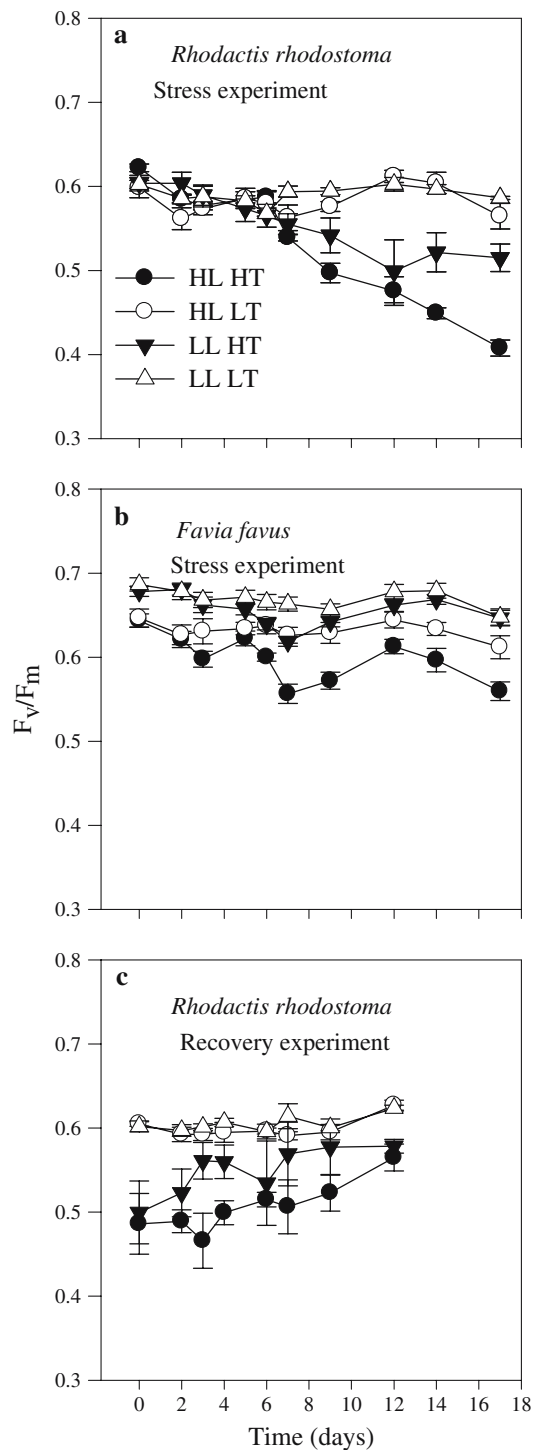 0.8
a
Rhodactis rhodostoma
Stress experiment
0.7
0.6
0.5
HL HT
HL LT
LL HT
0.4
LL LT
0.3
0.8
b
Favia favus
Stress experiment
0.7
0.6
Fv/Fm
0.5
0.4
0.3
0.8
c
Rhodactis rhodostoma
Recovery experiment
0.7
0.6
0.5
0.4
0.3
0 2 4 6 8 10 12 14 16 18
Time (days)